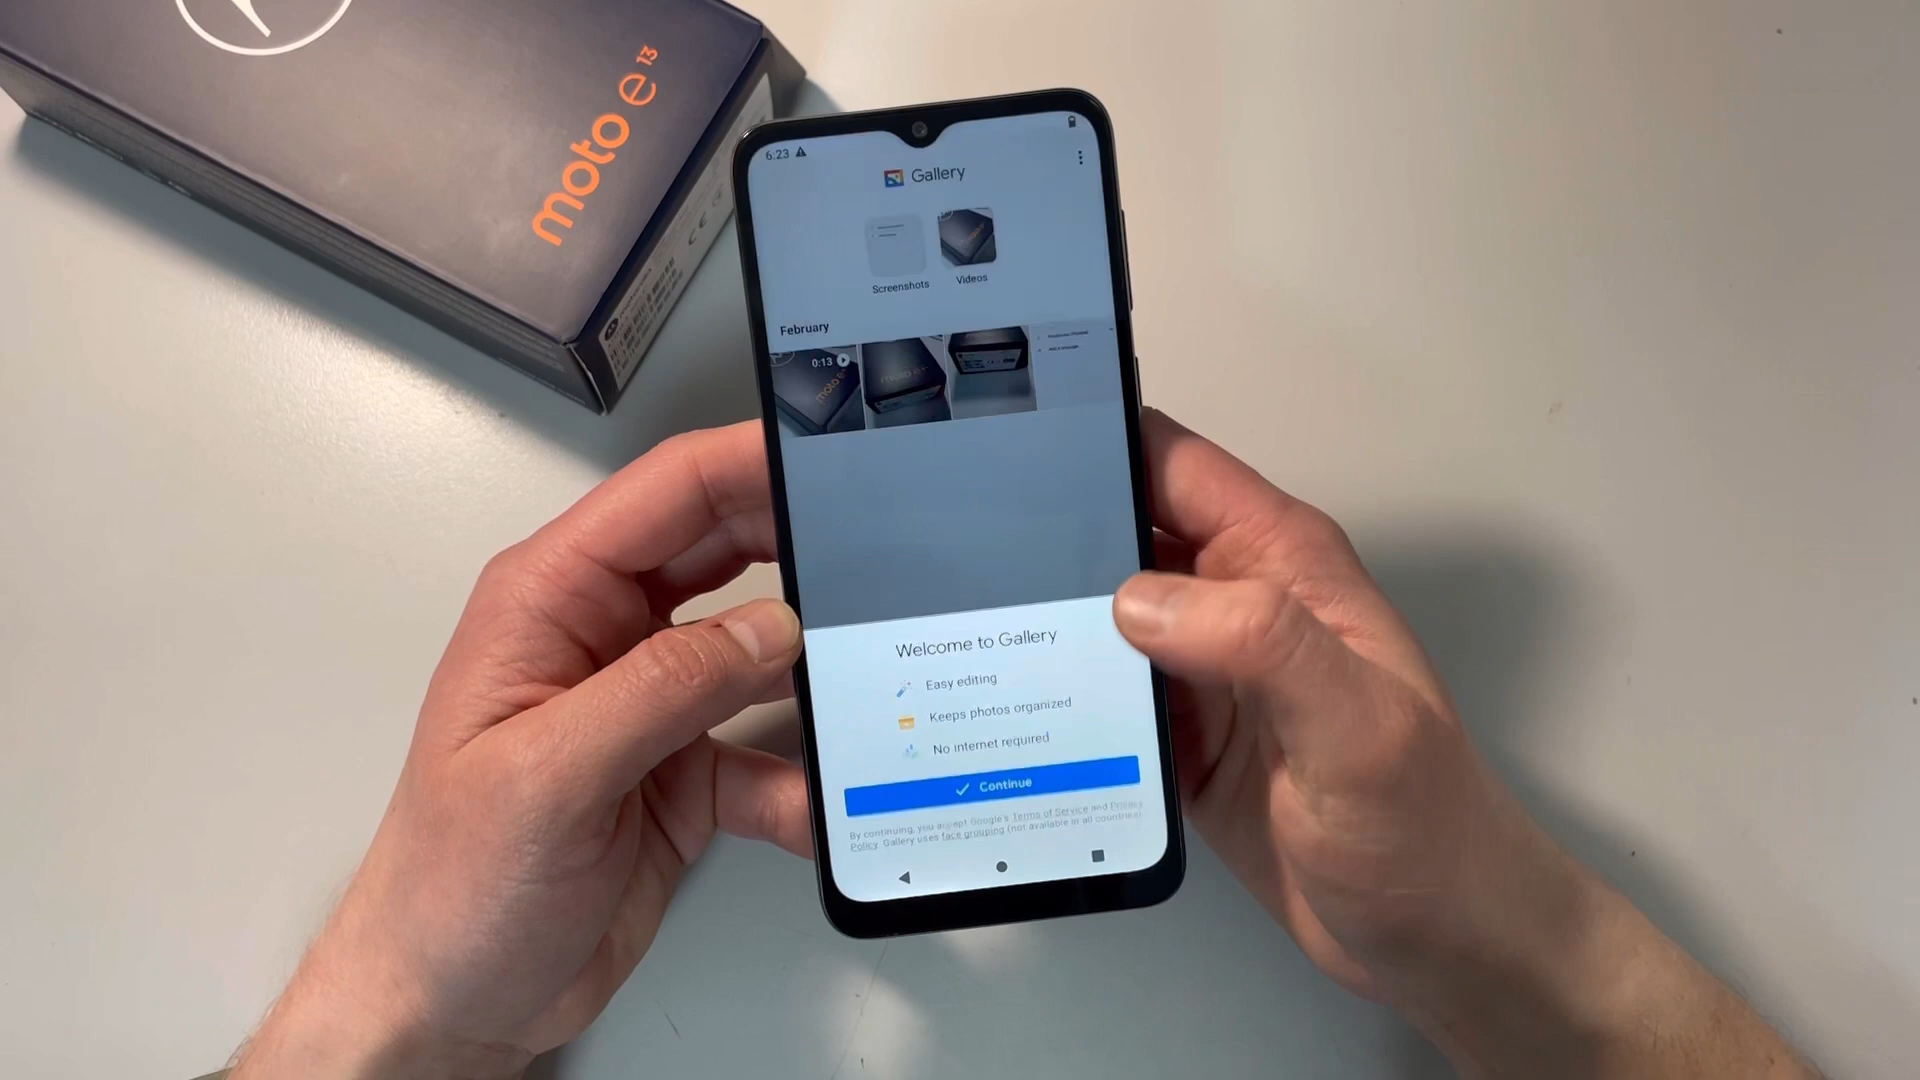 moto e13
6:23
Gallery
Screenshots
Videos
February
0:13
moto e
Welcome to Gallery
Easy editing
Keeps photos organized
No internet required
Continue
By continuing, you accept Google's Terms of Service and Privacy
Policy. Gallery uses face grouping (not available in all countries).